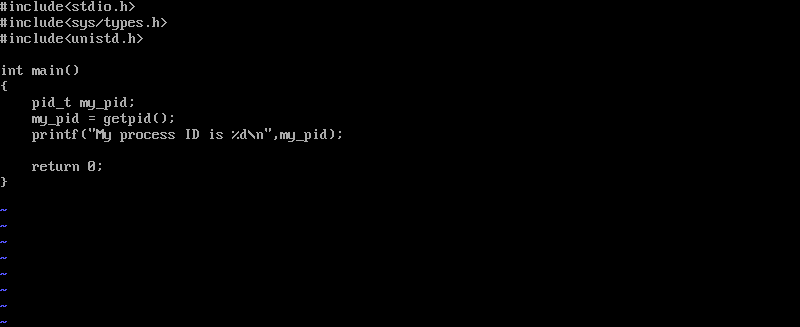 #include<stdio.h>
#include<sys/types.h>
#include<unistd.h>

int main()
{
    pid_t my_pid;
    my_pid = getpid();
    printf("My process ID is %d\n",my_pid);

    return 0;
}

~
~
~
~
~
~
~
~